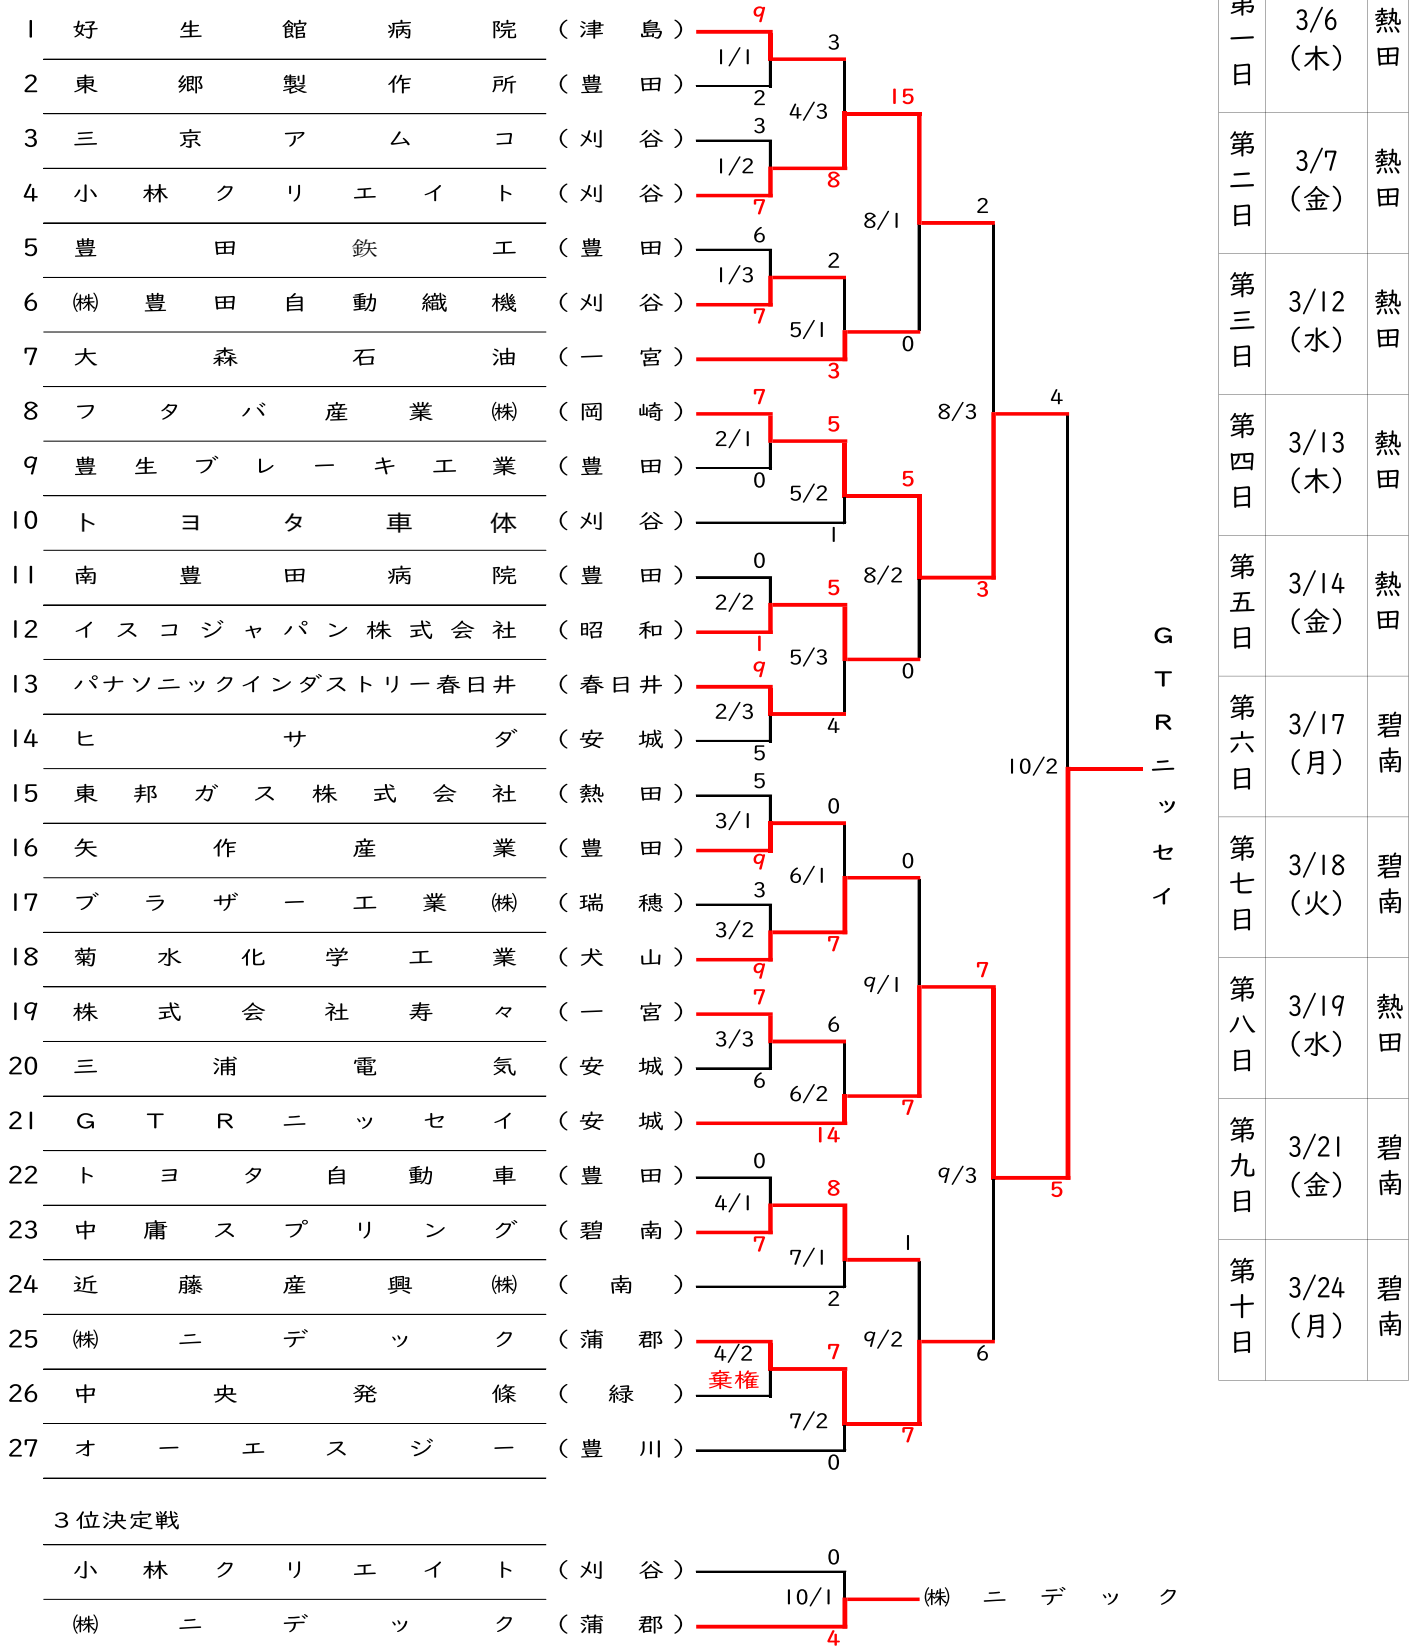 1 好生館病院 （津島） 9
1/1 3
2 東郷製作所 （豊田） 2
4/3 15
3 三京アムコ （刈谷） 3
1/2 8
4 小林クリエイト （刈谷） 7
8/1 2
5 豊田鉃工 （豊田） 6
1/3 2
6 ㈱豊田自動織機 （刈谷） 7
5/1 0
7 大森石油 （一宮） 3
8 フタバ産業㈱ （岡崎） 7
8/3 4
2/1 5
9 豊生ブレーキ工業 （豊田） 0
5/2 5
10 トヨタ車体 （刈谷） 1
11 南豊田病院 （豊田） 0
8/2 3
2/2 5
12 イスコジャパン株式会社 （昭和） 1
5/3 0
13 パナソニックインダストリー春日井 （春日井） 9
2/3 4
14 ヒサダ （安城） 5
10/2 GTRニッセイ
15 東邦ガス株式会社 （熱田） 5
3/1 0
16 矢作産業 （豊田） 9
6/1 0
17 ブラザー工業㈱ （瑞穂） 3
3/2 7
18 菊水化学工業 （犬山） 9
9/1 7
19 株式会社寿々 （一宮） 7
3/3 6
20 三浦電気 （安城） 6
6/2 7
21 GTRニッセイ （安城） 14
22 トヨタ自動車 （豊田） 0
9/3 5
4/1 8
23 中庸スプリング （碧南） 7
7/1 1
24 近藤産興㈱ （南） 2
25 ㈱ニデック （蒲郡）
9/2 6
4/2 7
棄権
26 中央発條 （緑）
7/2 7
27 オーエスジー （豊川） 0
3位決定戦
小林クリエイト （刈谷） 0
10/1 ㈱ニデック
㈱ニデック （蒲郡） 4
第一日 3/6（木） 熱田
第二日 3/7（金） 熱田
第三日 3/12（水） 熱田
第四日 3/13（木） 熱田
第五日 3/14（金） 熱田
第六日 3/17（月） 碧南
第七日 3/18（火） 碧南
第八日 3/19（水） 熱田
第九日 3/21（金） 碧南
第十日 3/24（月） 碧南